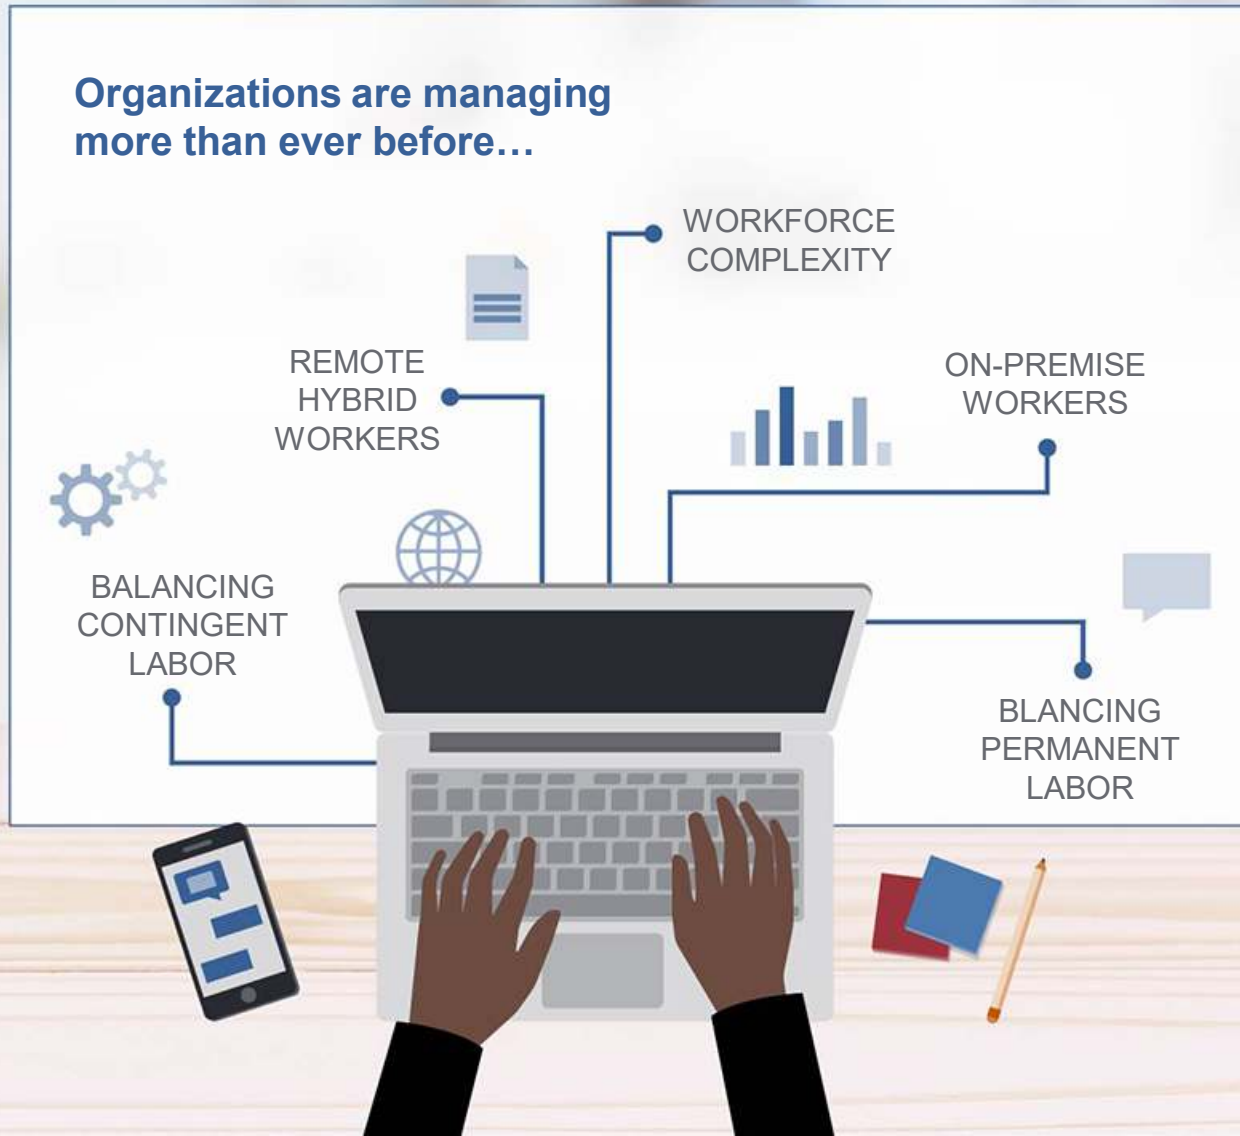 Organizations are managing
more than ever before…
WORKFORCE
COMPLEXITY
REMOTE
HYBRID
WORKERS
ON-PREMISE
WORKERS
BALANCING
CONTINGENT
LABOR
BLANCING
PERMANENT
LABOR